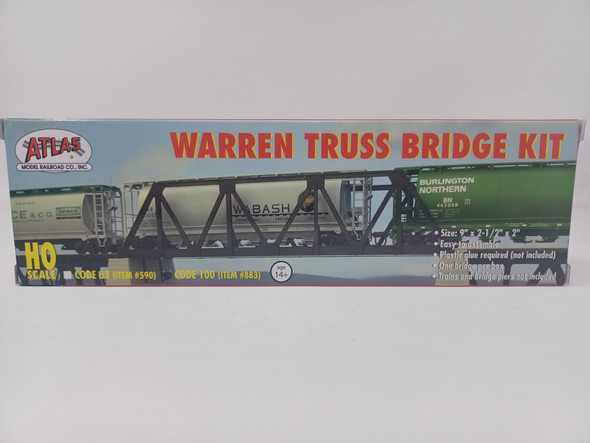 ATLAS
MODEL RAILROAD CO., INC.
WARREN TRUSS BRIDGE KIT
CE & CO.
WABASH
BURLINGTON
NORTHERN
BN
• Size: 9" x 2-1/2" x 2"
• Easy to assemble
• Plastic glue required (not included)
• One bridge per box
• Trains and bridge piers not included
HO
SCALE
CODE 83 (ITEM #590)
CODE 100 (ITEM #883)
age
14+